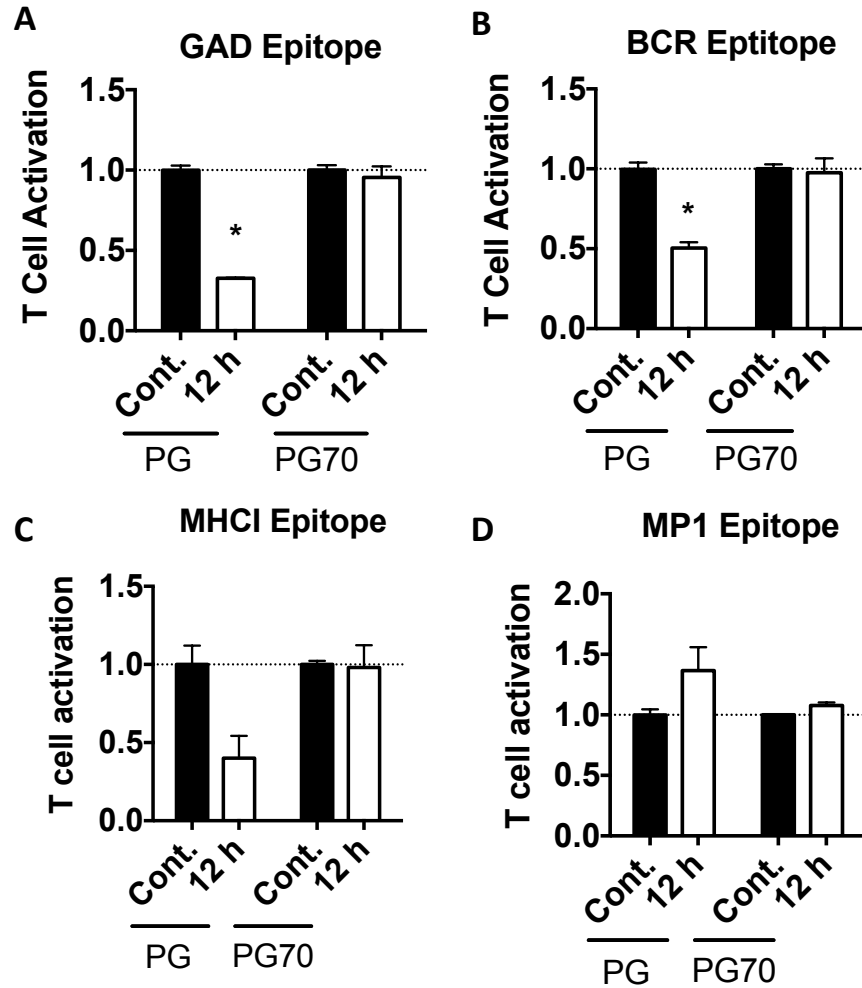 A
GAD Epitope
T Cell Activation
1.5
1.0
0.5
0.0
*
Cont.
12 h
Cont.
12 h
PG
PG70
B
BCR Eptitope
T Cell Activation
1.5
1.0
0.5
0.0
*
Cont.
12 h
Cont.
12 h
PG
PG70
C
MHCI Epitope
T cell activation
1.5
1.0
0.5
0.0
Cont.
12 h
Cont.
12 h
PG
PG70
D
MP1 Epitope
T cell activation
2.0
1.5
1.0
0.5
0.0
Cont.
12 h
Cont.
12 h
PG
PG70